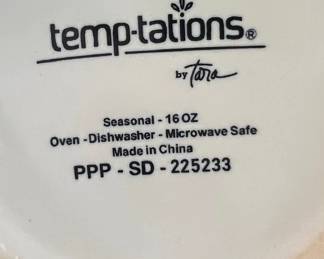 temp-tations®
by Tara
Seasonal - 16 OZ
Oven - Dishwasher - Microwave Safe
Made in China
PPP - SD - 225233